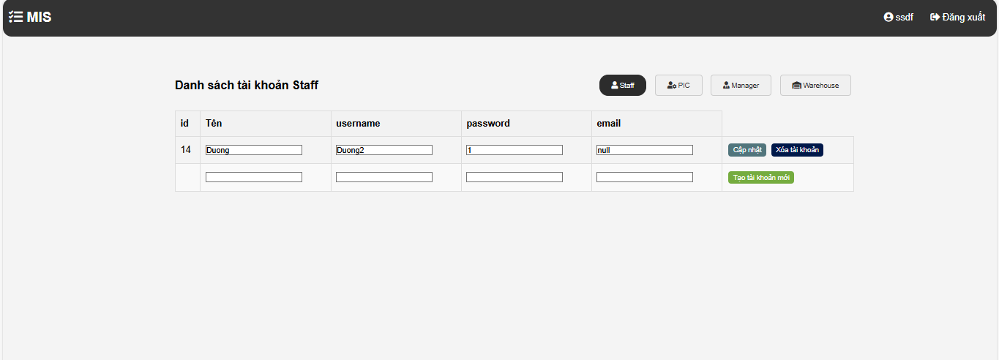 MIS ssdf Đăng xuất
Danh sách tài khoản Staff Staff PIC Manager Warehouse
id Tên username password email
14 Duong Duong2 1 null Cập nhật Xóa tài khoản
Tạo tài khoản mới